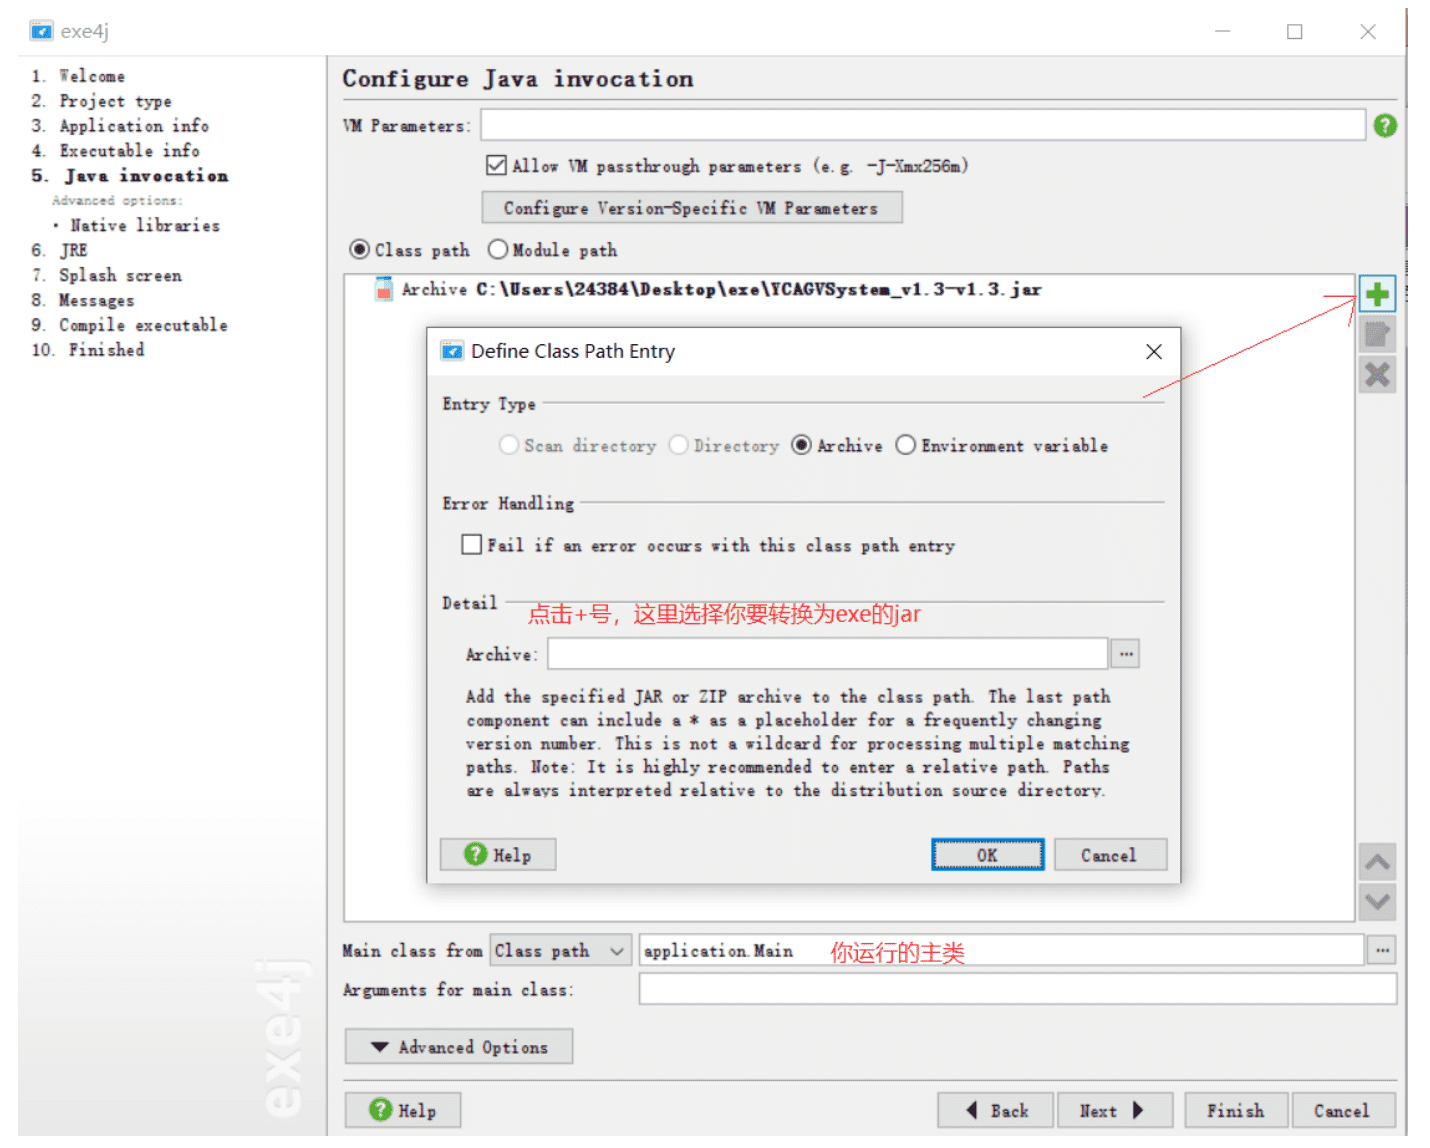 exe4j
1. Welcome
2. Project type
3. Application info
4. Executable info
5. Java invocation
Advanced options:
• Native libraries
6. JRE
7. Splash screen
8. Messages
9. Compile executable
10. Finished
exe4j
Configure Java invocation
VM Parameters:
Allow VM passthrough parameters (e.g. -J-Xmx256m)
Configure Version-Specific VM Parameters
Class path Module path
Archive C:\Users\24384\Desktop\exe\YCAGVSystem_v1.3-v1.3.jar
Define Class Path Entry
Entry Type
Scan directory Directory Archive Environment variable
Error Handling
Fail if an error occurs with this class path entry
Detail
点击+号，这里选择你要转换为exe的jar
Archive: ...
Add the specified JAR or ZIP archive to the class path. The last path
component can include a * as a placeholder for a frequently changing
version number. This is not a wildcard for processing multiple matching
paths. Note: It is highly recommended to enter a relative path. Paths
are always interpreted relative to the distribution source directory.
Help OK Cancel
Main class from Class path application.Main 你运行的主类 ...
Arguments for main class:
Advanced Options
Help Back Next Finish Cancel